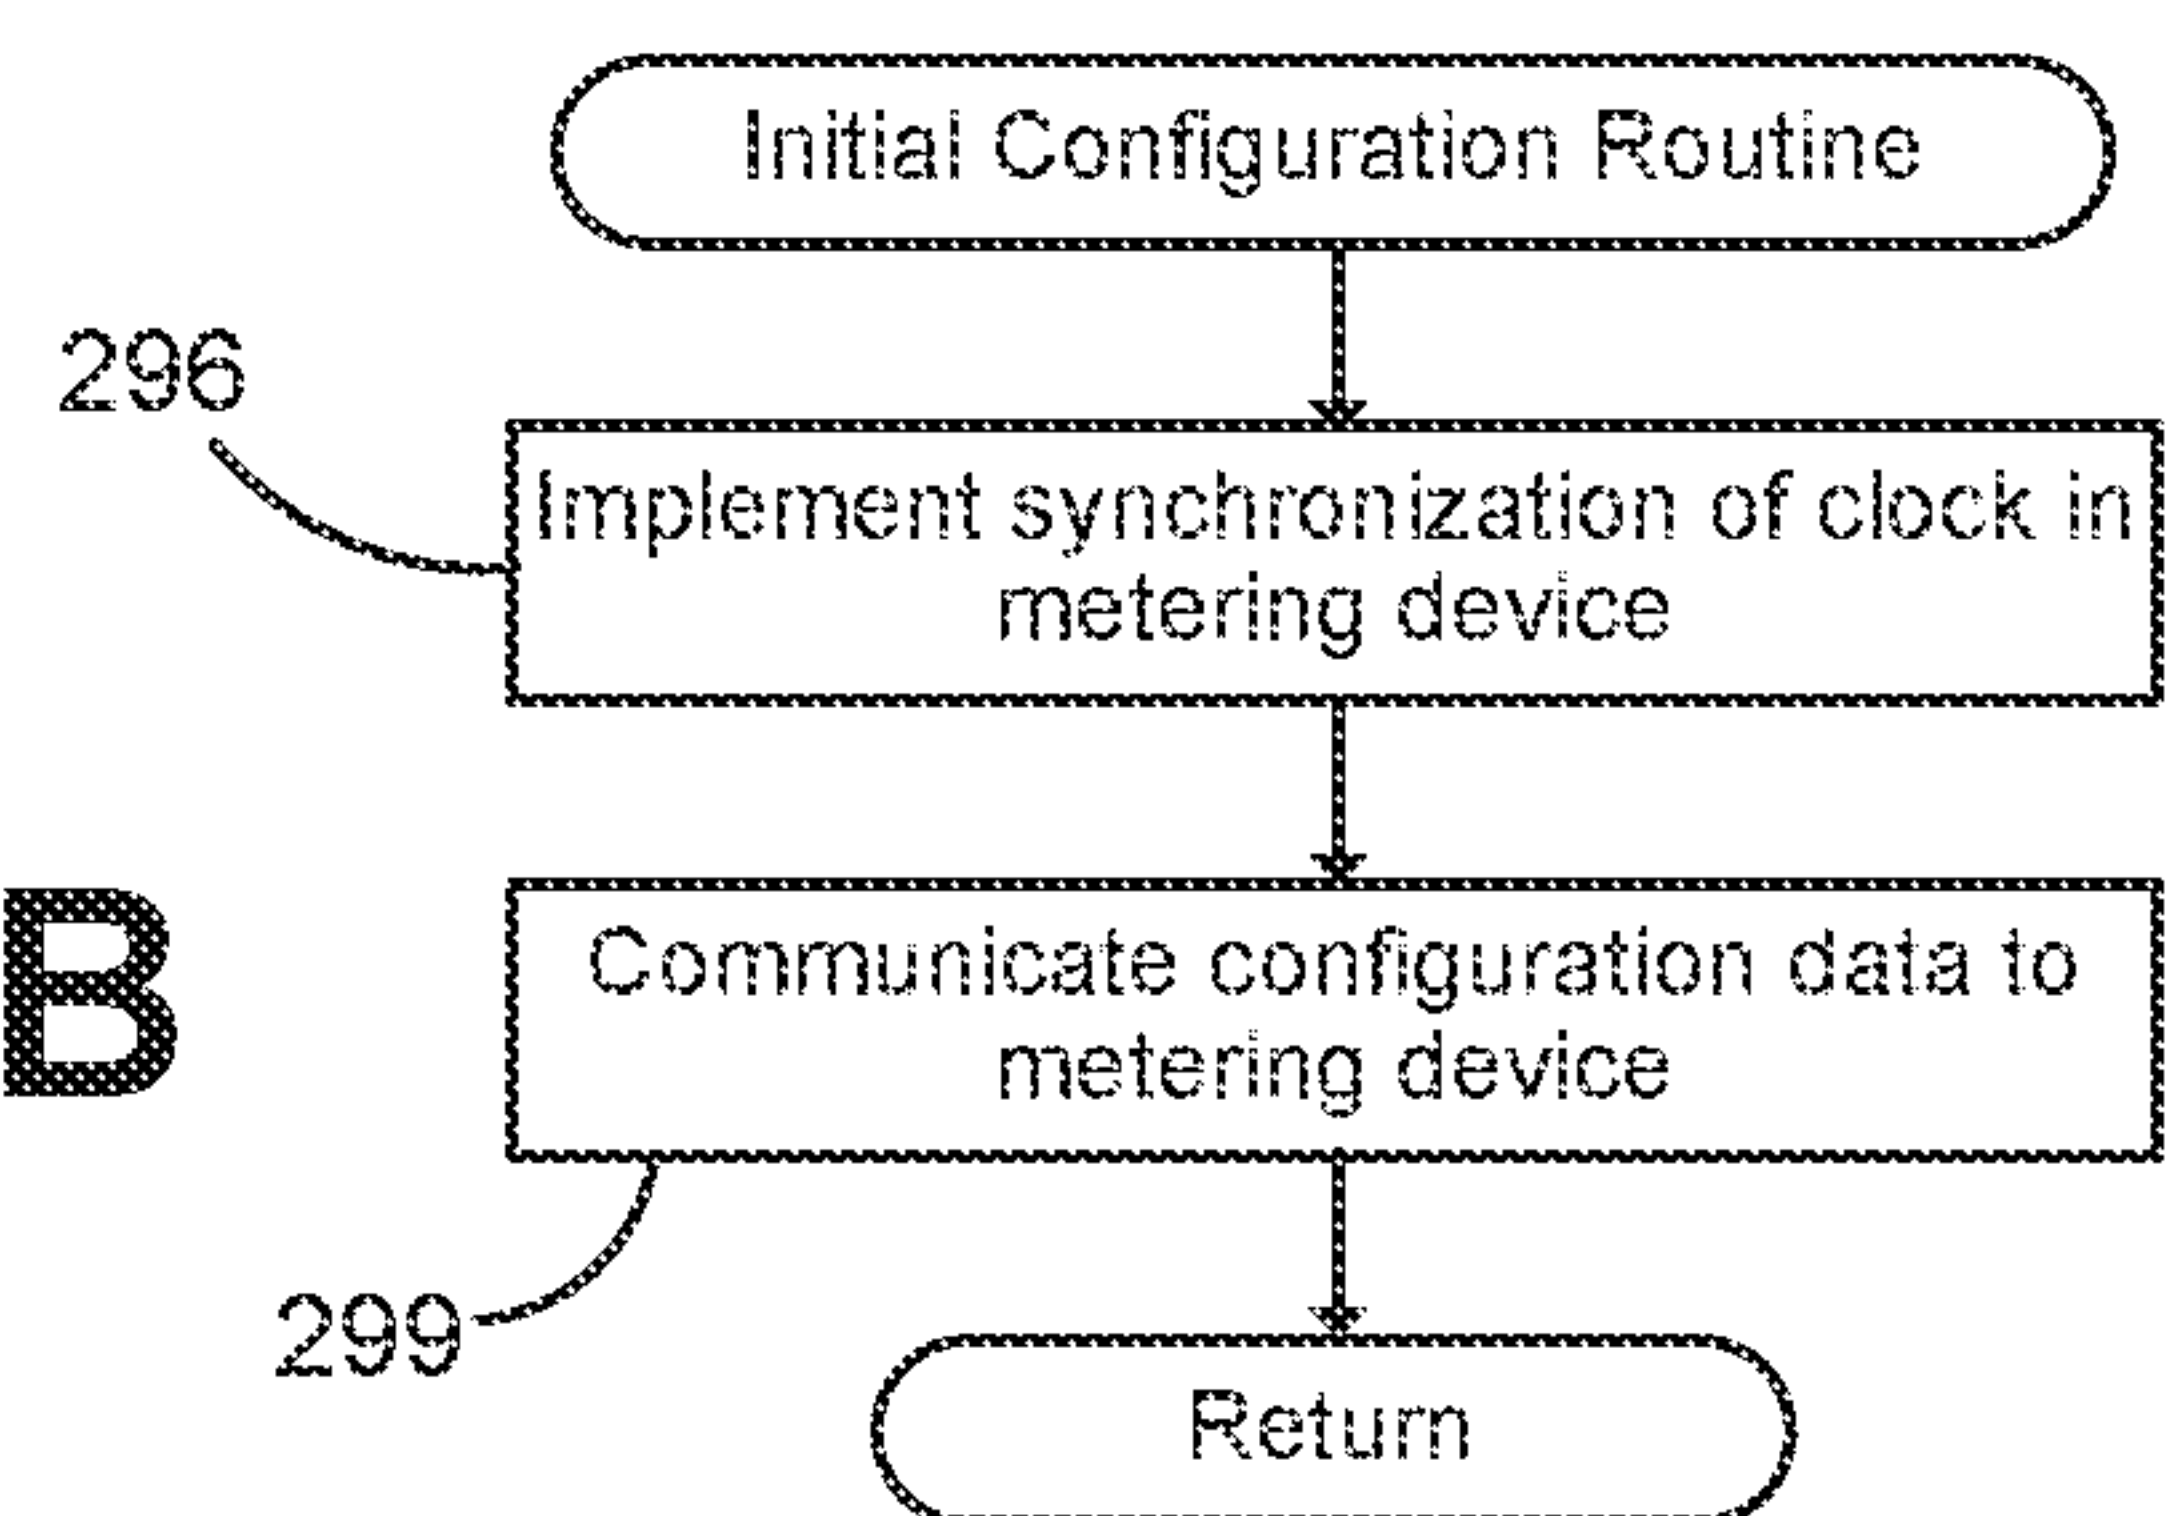 Initial Configuration Routine
296
Implement synchronization of clock in
metering device
B
Communicate configuration data to
metering device
299
Return